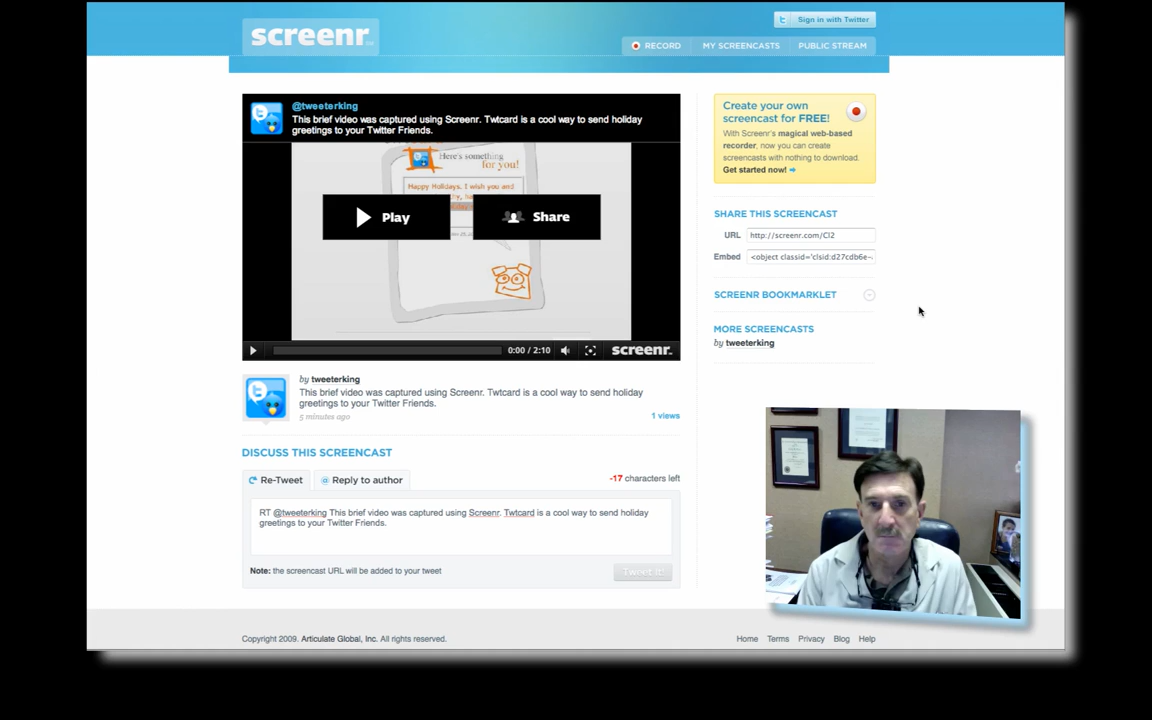 screenr
Sign in with Twitter
RECORD
MY SCREENCASTS
PUBLIC STREAM
@tweeterking
This brief video was captured using Screenr. Twtcard is a cool way to send holiday
greetings to your Twitter Friends.
Here's something
for you!
Happy Holidays. I wish you and
Play
Share
0:00 / 2:10
screenr.
by tweeterking
This brief video was captured using Screenr. Twtcard is a cool way to send holiday
greetings to your Twitter Friends.
5 minutes ago
1 views
DISCUSS THIS SCREENCAST
Re-Tweet
Reply to author
-17 characters left
RT @tweeterking This brief video was captured using Screenr. Twtcard is a cool way to send holiday
greetings to your Twitter Friends.
Note: the screencast URL will be added to your tweet
Tweet It!
Create your own
screencast for FREE!
With Screenr's magical web-based
recorder, now you can create
screencasts with nothing to download.
Get started now!
SHARE THIS SCREENCAST
URL
http://screenr.com/Cl2
Embed
<object classid='clsid:d27cdb6e-
SCREENR BOOKMARKLET
MORE SCREENCASTS
by tweeterking
Copyright 2009. Articulate Global, Inc. All rights reserved.
Home
Terms
Privacy
Blog
Help